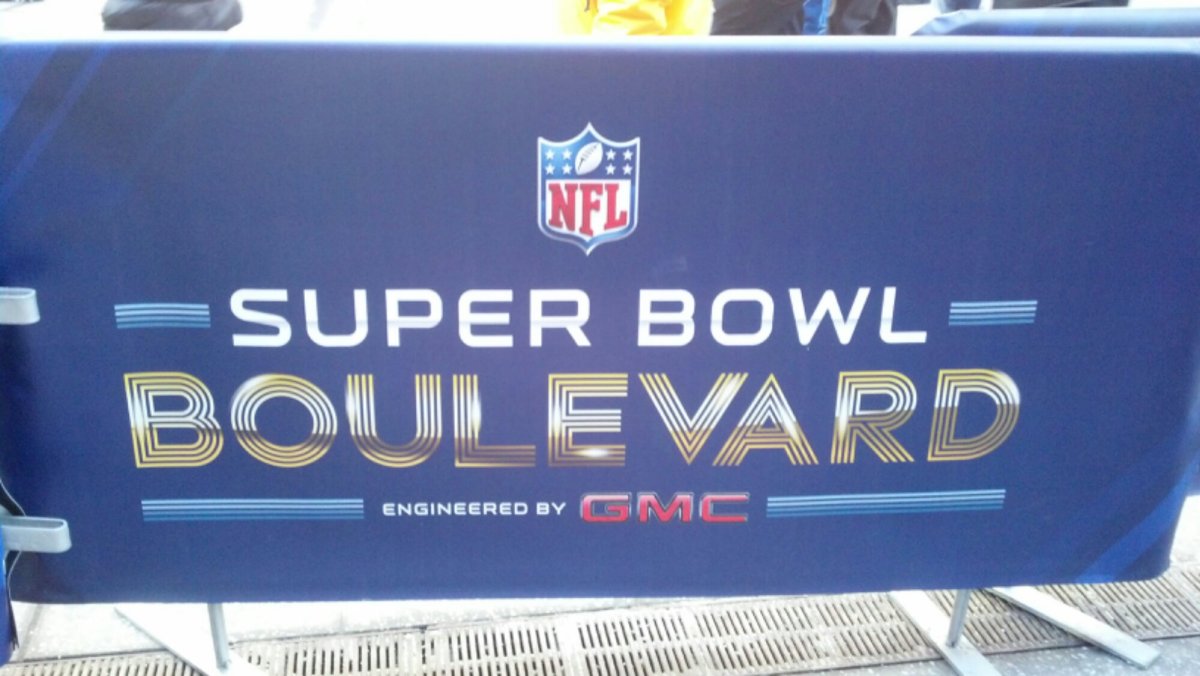 NFL
SUPER BOWL
BOULEVARD
ENGINEERED BY GMC